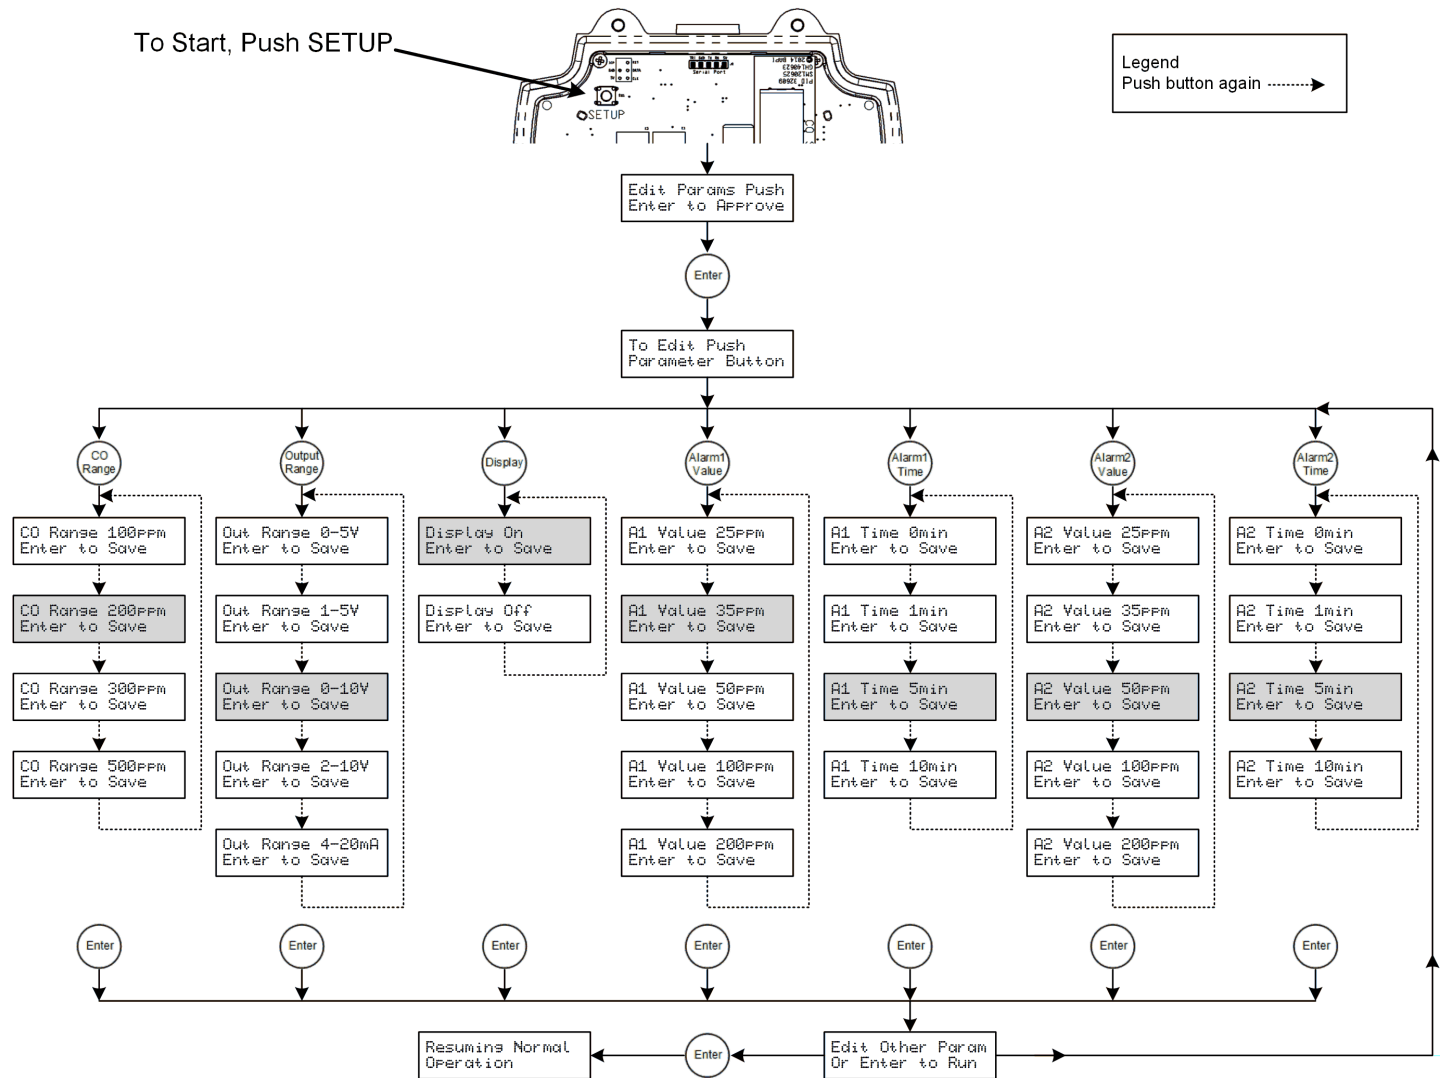 To Start, Push SETUP
Serial Port
©2014 BAPI
PID 32609
SETUP
Legend
Push button again
Edit Params Push
Enter to Approve
Enter
To Edit Push
Parameter Button
CO
Range
Output
Range
Display
Alarm1
Value
Alarm1
Time
Alarm2
Value
Alarm2
Time
CO Range 100ppm
Enter to Save
CO Range 200ppm
Enter to Save
CO Range 300ppm
Enter to Save
CO Range 500ppm
Enter to Save
Out Range 0-5V
Enter to Save
Out Range 1-5V
Enter to Save
Out Range 0-10V
Enter to Save
Out Range 2-10V
Enter to Save
Out Range 4-20mA
Enter to Save
Display On
Enter to Save
Display Off
Enter to Save
A1 Value 25ppm
Enter to Save
A1 Value 35ppm
Enter to Save
A1 Value 50ppm
Enter to Save
A1 Value 100ppm
Enter to Save
A1 Value 200ppm
Enter to Save
A1 Time 0min
Enter to Save
A1 Time 1min
Enter to Save
A1 Time 5min
Enter to Save
A1 Time 10min
Enter to Save
A2 Value 25ppm
Enter to Save
A2 Value 35ppm
Enter to Save
A2 Value 50ppm
Enter to Save
A2 Value 100ppm
Enter to Save
A2 Value 200ppm
Enter to Save
A2 Time 0min
Enter to Save
A2 Time 1min
Enter to Save
A2 Time 5min
Enter to Save
A2 Time 10min
Enter to Save
Enter
Enter
Enter
Enter
Enter
Enter
Enter
Resuming Normal
Operation
Enter
Edit Other Param
Or Enter to Run